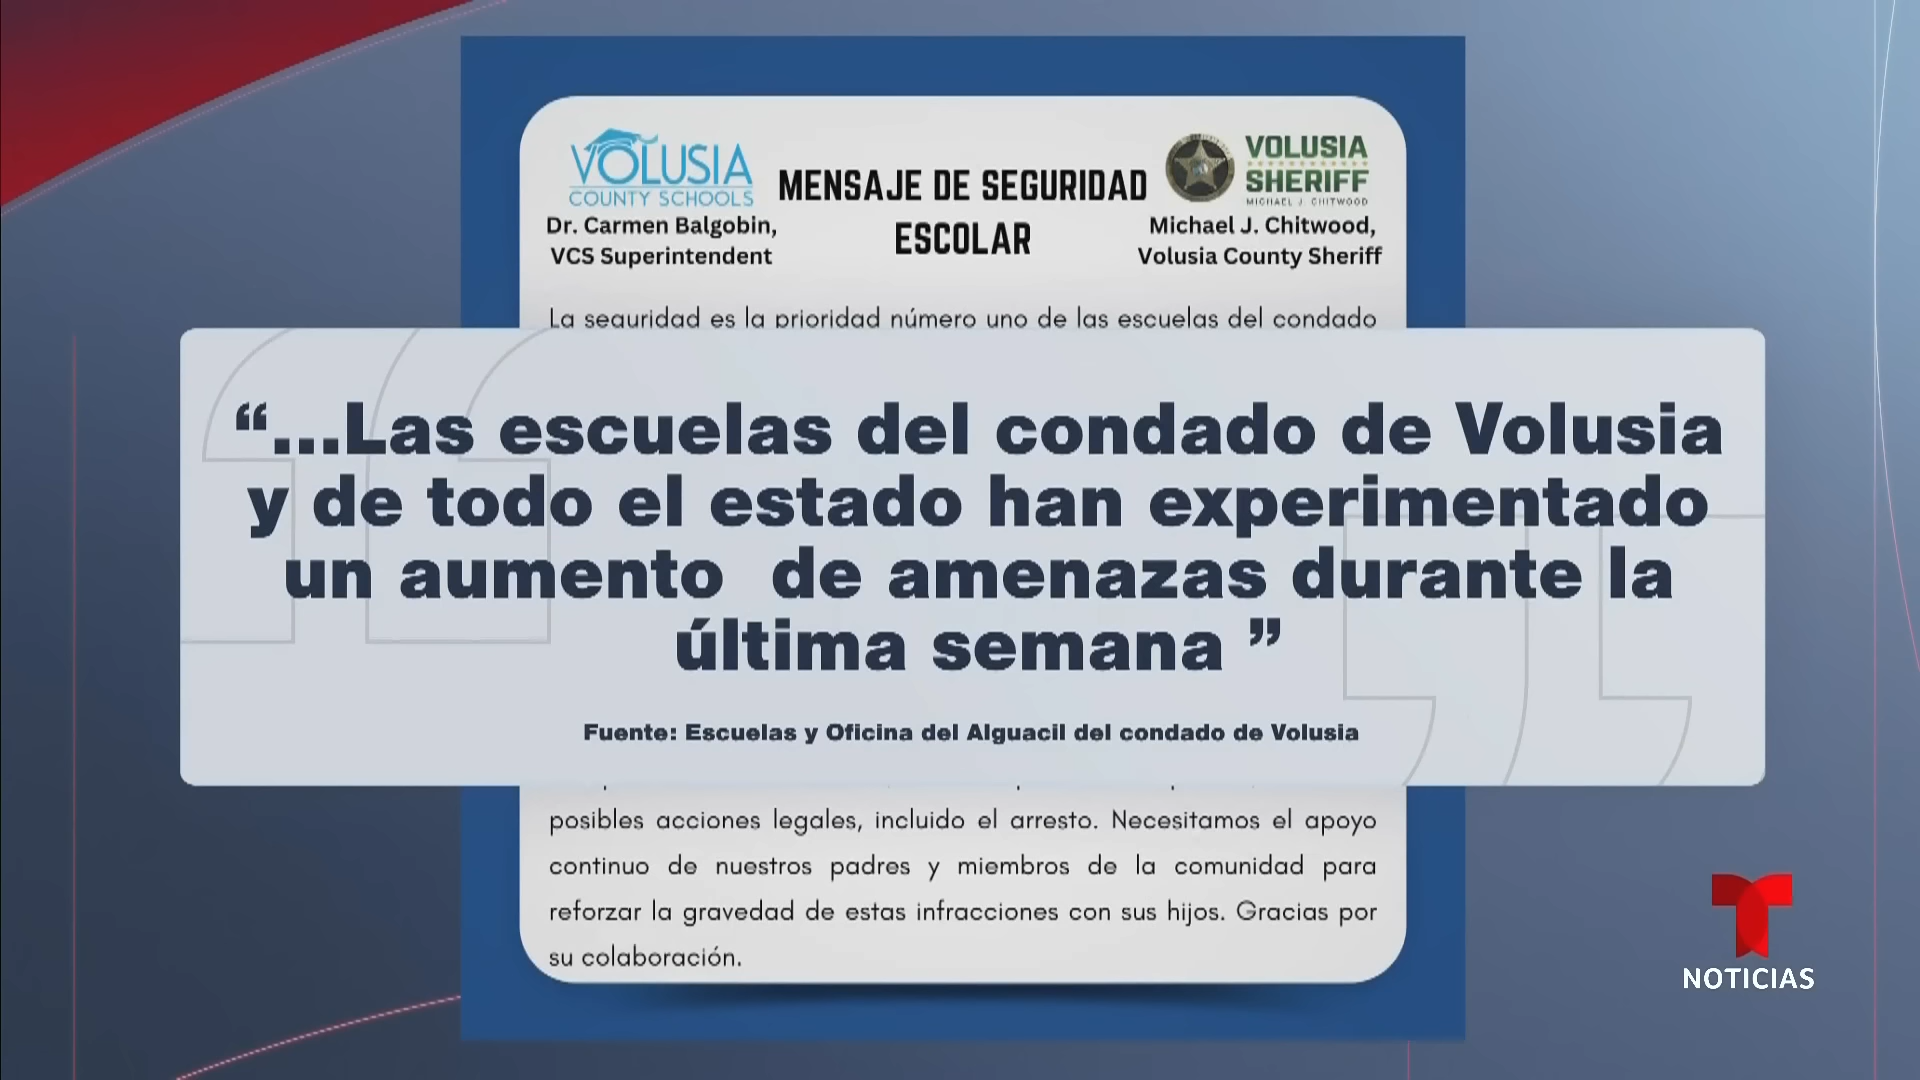 VOLUSIA
COUNTY SCHOOLS
Dr. Carmen Balgobin,
VCS Superintendent
MENSAJE DE SEGURIDAD
ESCOLAR
VOLUSIA
SHERIFF
MICHAEL J. CHITWOOD
Michael J. Chitwood,
Volusia County Sheriff
La seguridad es la prioridad número uno de las escuelas del condado
“...Las escuelas del condado de Volusia
y de todo el estado han experimentado
un aumento  de amenazas durante la
última semana ”
Fuente: Escuelas y Oficina del Alguacil del condado de Volusia
posibles acciones legales, incluido el arresto. Necesitamos el apoyo
continuo de nuestros padres y miembros de la comunidad para
reforzar la gravedad de estas infracciones con sus hijos. Gracias por
su colaboración.
NOTICIAS